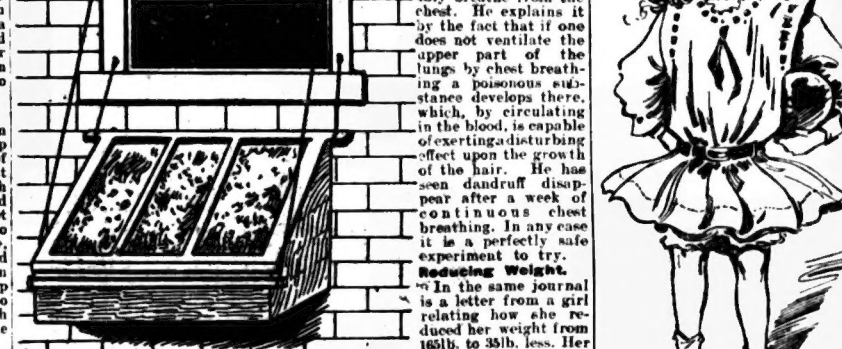 chest. He explains it
by the fact that if one
does not ventilate the
upper part of the
lungs by chest breath-
ing a poisonous sub-
stance develops there,
which, by circulating
in the blood, is capable
of exerting a disturbing
effect upon the growth
of the hair. He has
seen dandruff disap-
pear after a week of
continuous chest
breathing. In any case
it is a perfectly safe
experiment to try.
Reducing Weight.
In the same journal
is a letter from a girl
relating how she re-
duced her weight from
165lb. to 35lb. less. Her